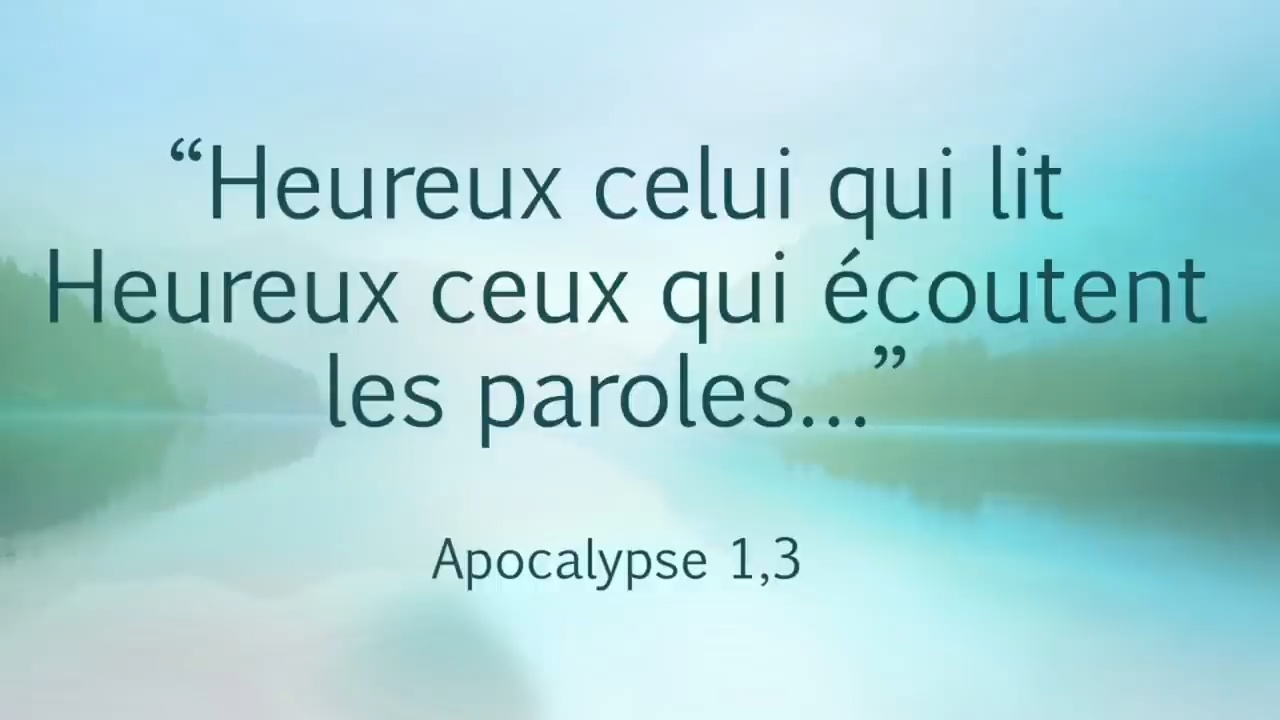 “Heureux celui qui lit
Heureux ceux qui écoutent
les paroles...”
Apocalypse 1,3